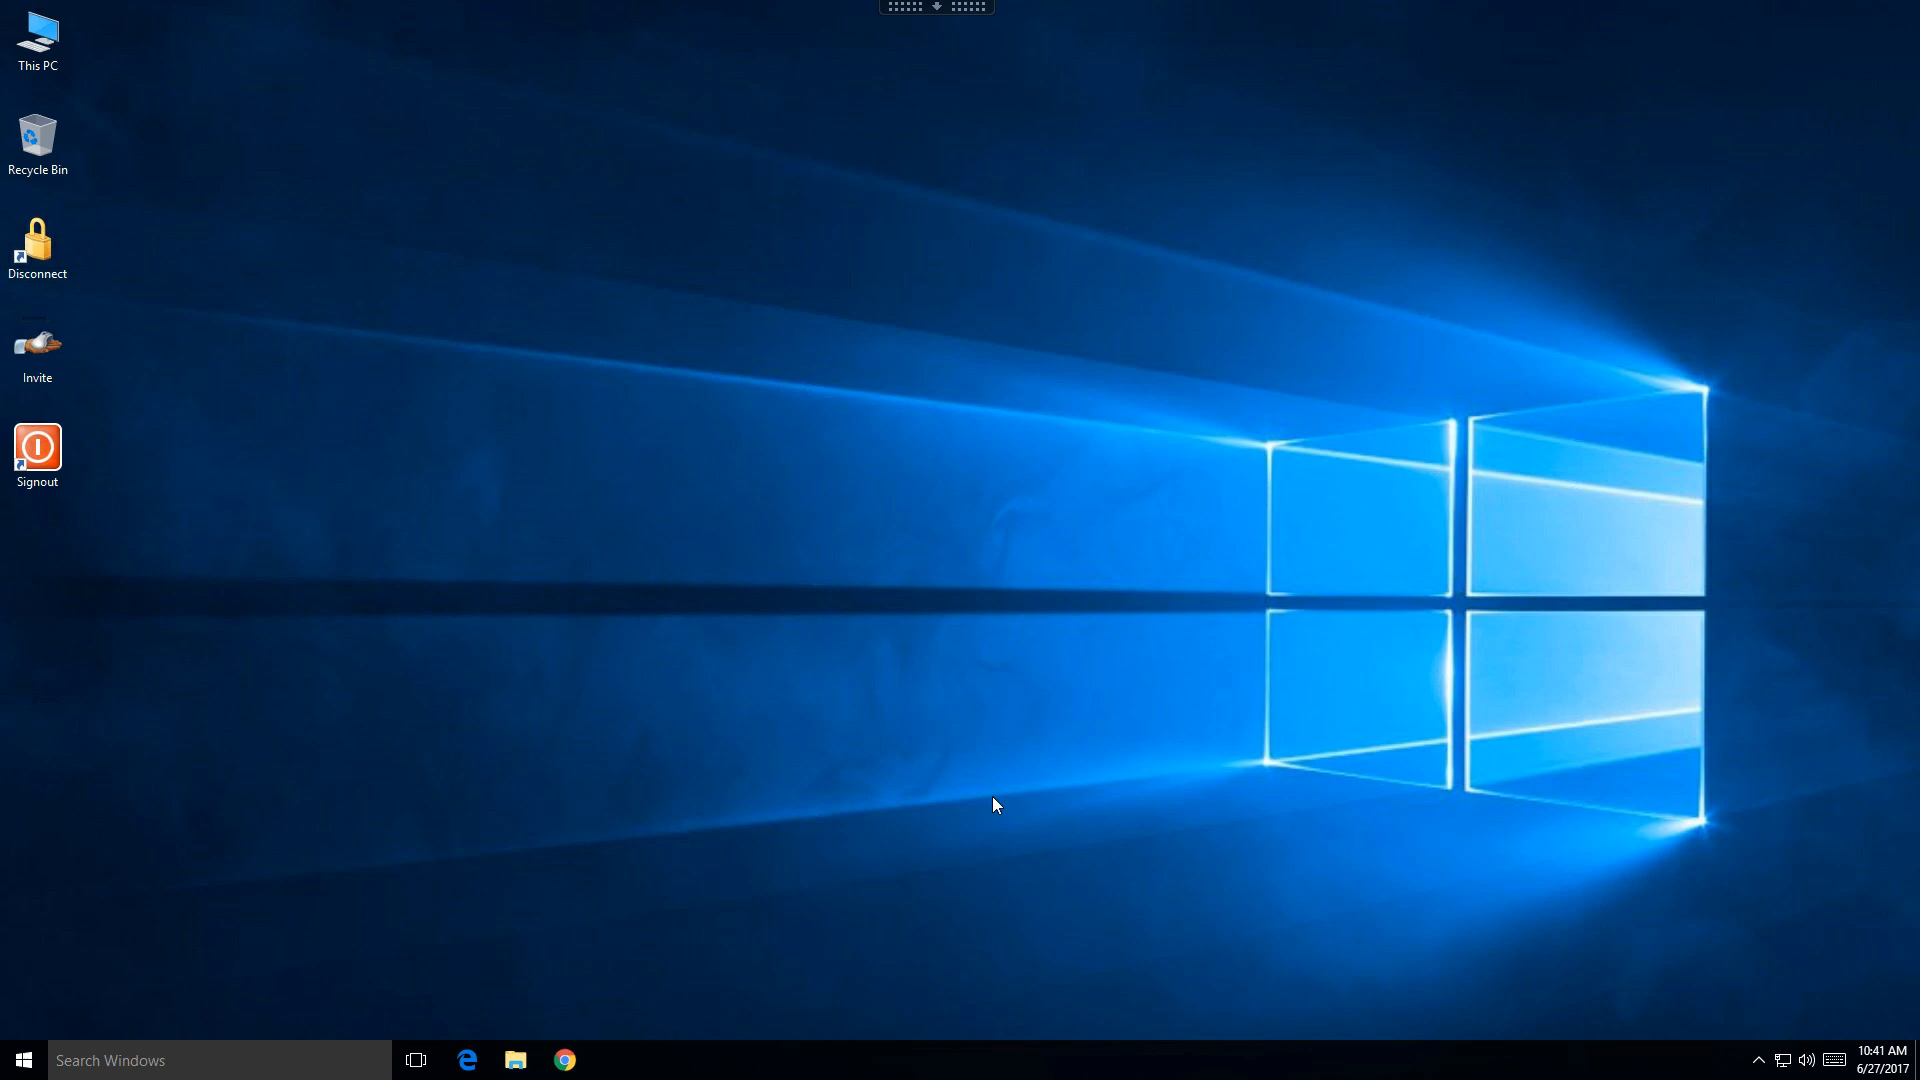 This PC
Recycle Bin
Disconnect
Invite
Signout
Search Windows
10:41 AM
6/27/2017